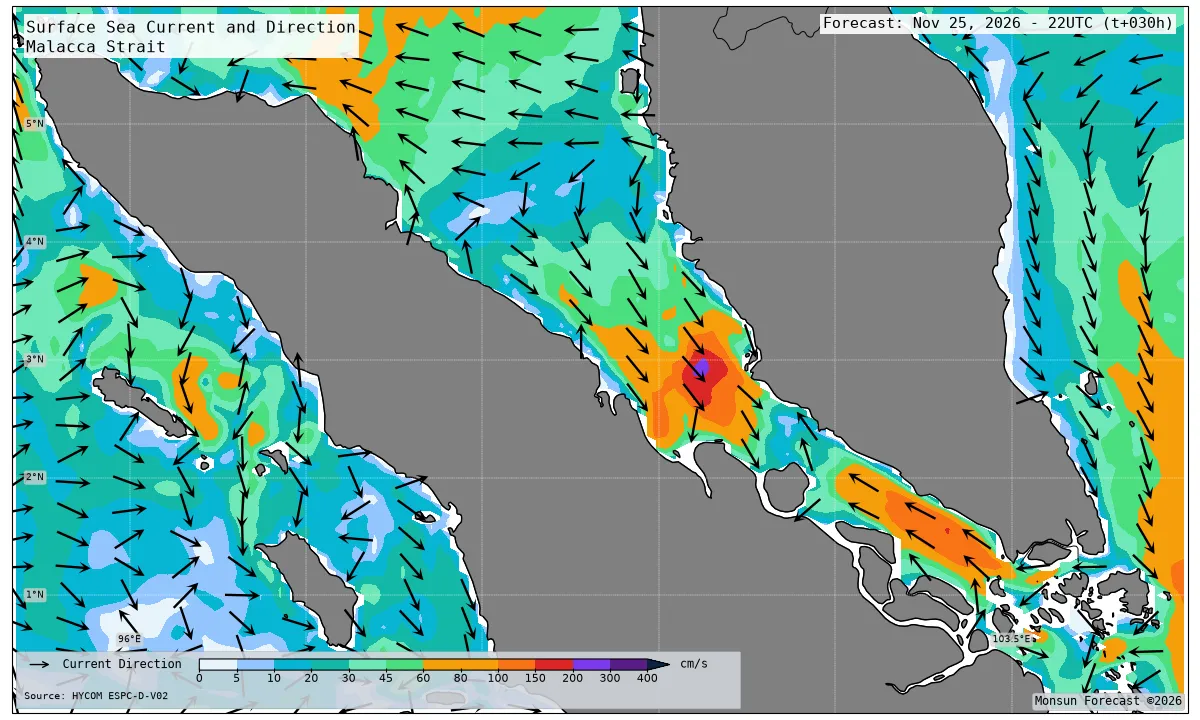 Surface Sea Current and Direction
Malacca Strait
Forecast: Nov 25, 2026 - 22UTC (t+030h)
5°N
4°N
3°N
2°N
1°N
96°E
103.5°E
Current Direction
0 5 10 20 30 45 60 80 100 150 200 300 400
cm/s
Source: HYCOM ESPC-D-V02
Monsun Forecast ©2026